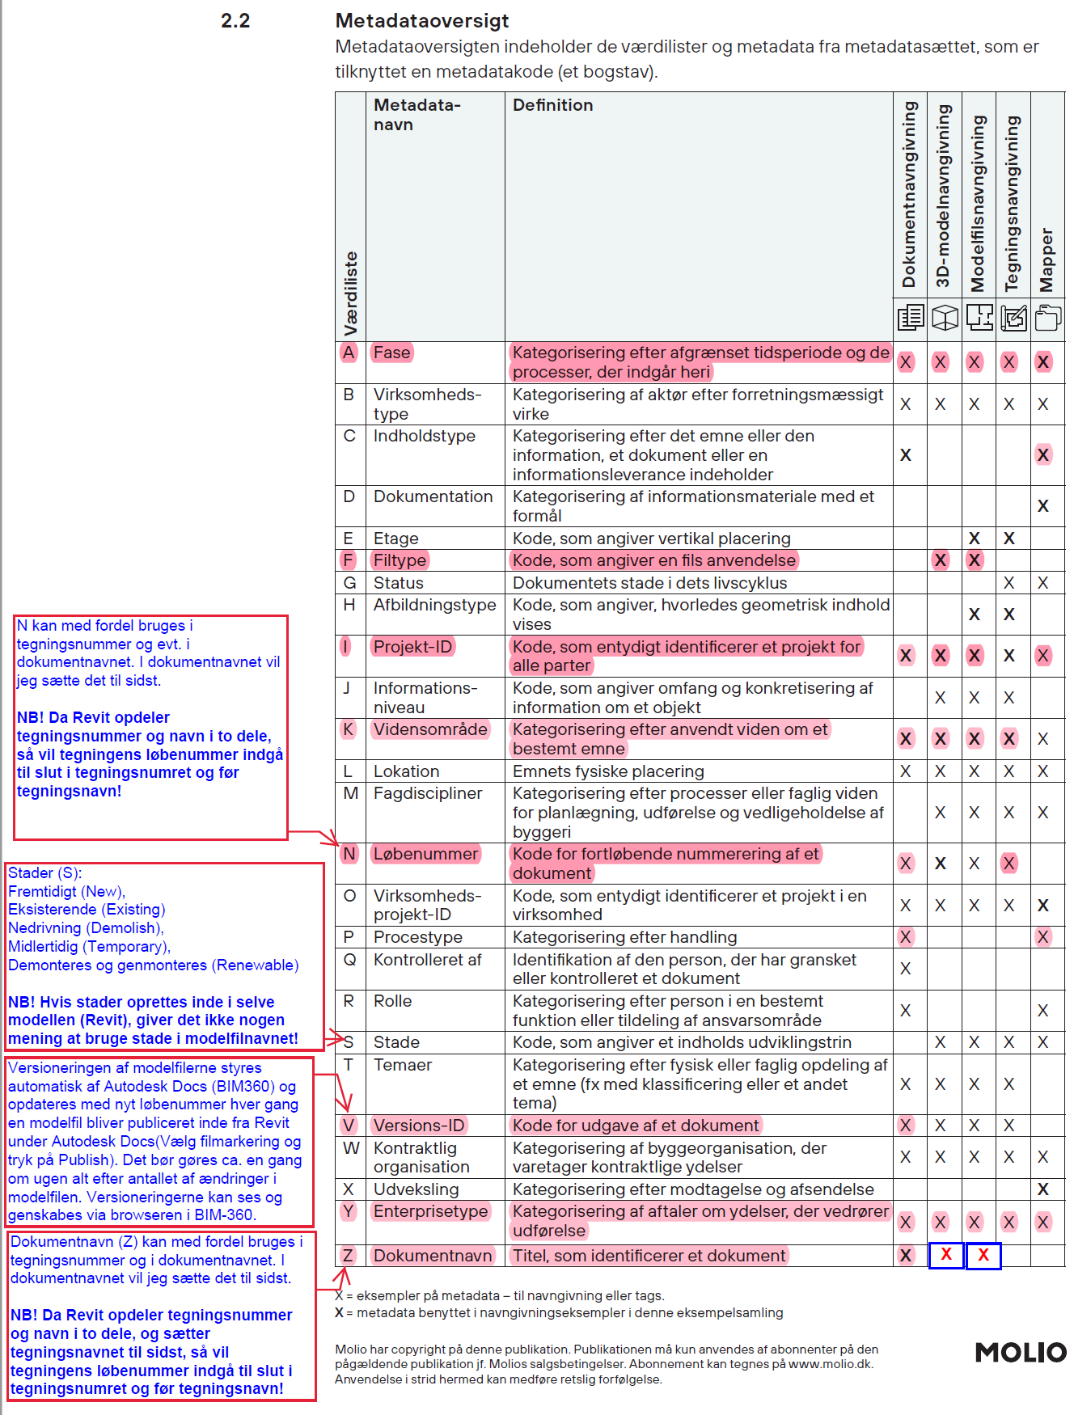 2.2 Metadataoversigt
Metadataoversigten indeholder de værdilister og metadata fra metadatasættet, som er
tilknyttet en metadatakode (et bogstav).
Værdiliste
Metadata-
navn
Definition
Dokumentnavngivning
3D-modelnavngivning
Modelfilsnavngivning
Tegningsnavngivning
Mapper
A Fase Kategorisering efter afgrænset tidsperiode og de X X X X X
processer, der indgår heri
B Virksomheds- Kategorisering af aktør efter forretningsmæssigt X X X X X
type virke
C Indholdstype Kategorisering efter det emne eller den
information, et dokument eller en X X
informationsleverance indeholder
D Dokumentation Kategorisering af informationsmateriale med et X
formål
E Etage Kode, som angiver vertikal placering X X
F Filtype Kode, som angiver en fils anvendelse X X
G Status Dokumentets stade i dets livscyklus X X
H Afbildningstype Kode, som angiver, hvorledes geometrisk indhold X X
vises
I Projekt-ID Kode, som entydigt identificerer et projekt for X X X X X
alle parter
J Informations- Kode, som angiver omfang og konkretisering af X X X
niveau information om et objekt
K Vidensområde Kategorisering efter anvendt viden om et X X X X X
bestemt emne
L Lokation Emnets fysiske placering X X X X X
M Fagdiscipliner Kategorisering efter processer eller faglig viden
for planlægning, udførelse og vedligeholdelse af X X X X
byggeri
N Løbenummer Kode for fortløbende nummerering af et X X X X
dokument
O Virksomheds- Kode, som entydigt identificerer et projekt i en X X X X X
projekt-ID virksomhed
P Procestype Kategorisering efter handling X X
Q Kontrolleret af Identifikation af den person, der har gransket X
eller kontrolleret et dokument
R Rolle Kategorisering efter person i en bestemt X X
funktion eller tildeling af ansvarsområde
S Stade Kode, som angiver et indholds udviklingstrin X X X X
T Temaer Kategorisering efter fysisk eller faglig opdeling af
et emne (fx med klassificering eller et andet X X X X
tema)
V Versions-ID Kode for udgave af et dokument X X X X
W Kontraktlig Kategorisering af byggeorganisation, der X X X X X
organisation varetager kontraktlige ydelser
X Udveksling Kategorisering efter modtagelse og afsendelse X
Y Enterprisetype Kategorisering af aftaler om ydelser, der vedrører X X X X X
udførelse
Z Dokumentnavn Titel, som identificerer et dokument X X X
X = eksempler på metadata – til navngivning eller tags.
X = metadata benyttet i navngivningseksempler i denne eksempelsamling
Molio har copyright på denne publikation. Publikationen må kun anvendes af abonnenter på den
pågældende publikation jf. Molios salgsbetingelser. Abonnement kan tegnes på www.molio.dk.
Anvendelse i strid hermed kan medføre retslig forfølgelse.
MOLIO
N kan med fordel bruges i
tegningsnummer og evt. i
dokumentnavnet. I dokumentnavnet vil
jeg sætte det til sidst.
NB! Da Revit opdeler
tegningsnummer og navn i to dele,
så vil tegningens løbenummer indgå
til slut i tegningsnumret og før
tegningsnavn!
Stader (S):
Fremtidigt (New),
Eksisterende (Existing)
Nedrivning (Demolish),
Midlertidig (Temporary),
Demonteres og genmonteres (Renewable)
NB! Hvis stader oprettes inde i selve
modellen (Revit), giver det ikke nogen
mening at bruge stade i modelfilnavnet!
Versioneringen af modelfilerne styres
automatisk af Autodesk Docs (BIM360) og
opdateres med nyt løbenummer hver gang
en modelfil bliver publiceret inde fra Revit
under Autodesk Docs(Vælg filmarkering og
tryk på Publish). Det bør gøres ca. en gang
om ugen alt efter antallet af ændringer i
modelfilen. Versioneringerne kan ses og
genskabes via browseren i BIM-360.
Dokumentnavn (Z) kan med fordel bruges i
tegningsnummer og i dokumentnavnet. I
dokumentnavnet vil jeg sætte det til sidst.
NB! Da Revit opdeler tegningsnummer
og navn i to dele, og sætter
tegningsnavnet til sidst, så vil
tegningens løbenummer indgå til slut i
tegningsnumret og før tegningsnavn!